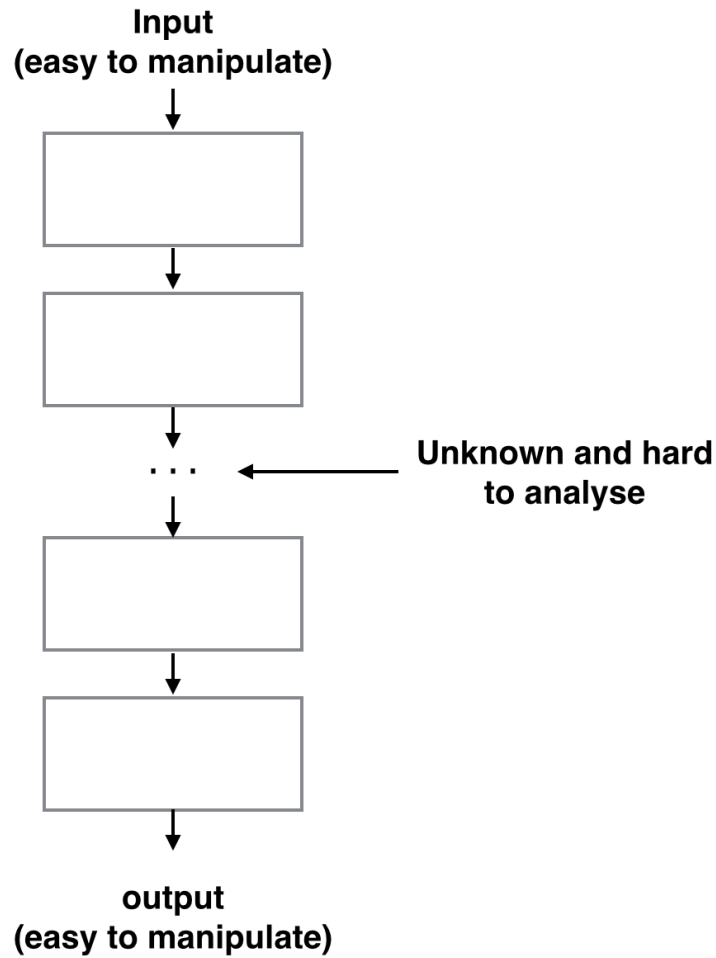 Input
(easy to manipulate)
...
Unknown and hard
to analyse
output
(easy to manipulate)